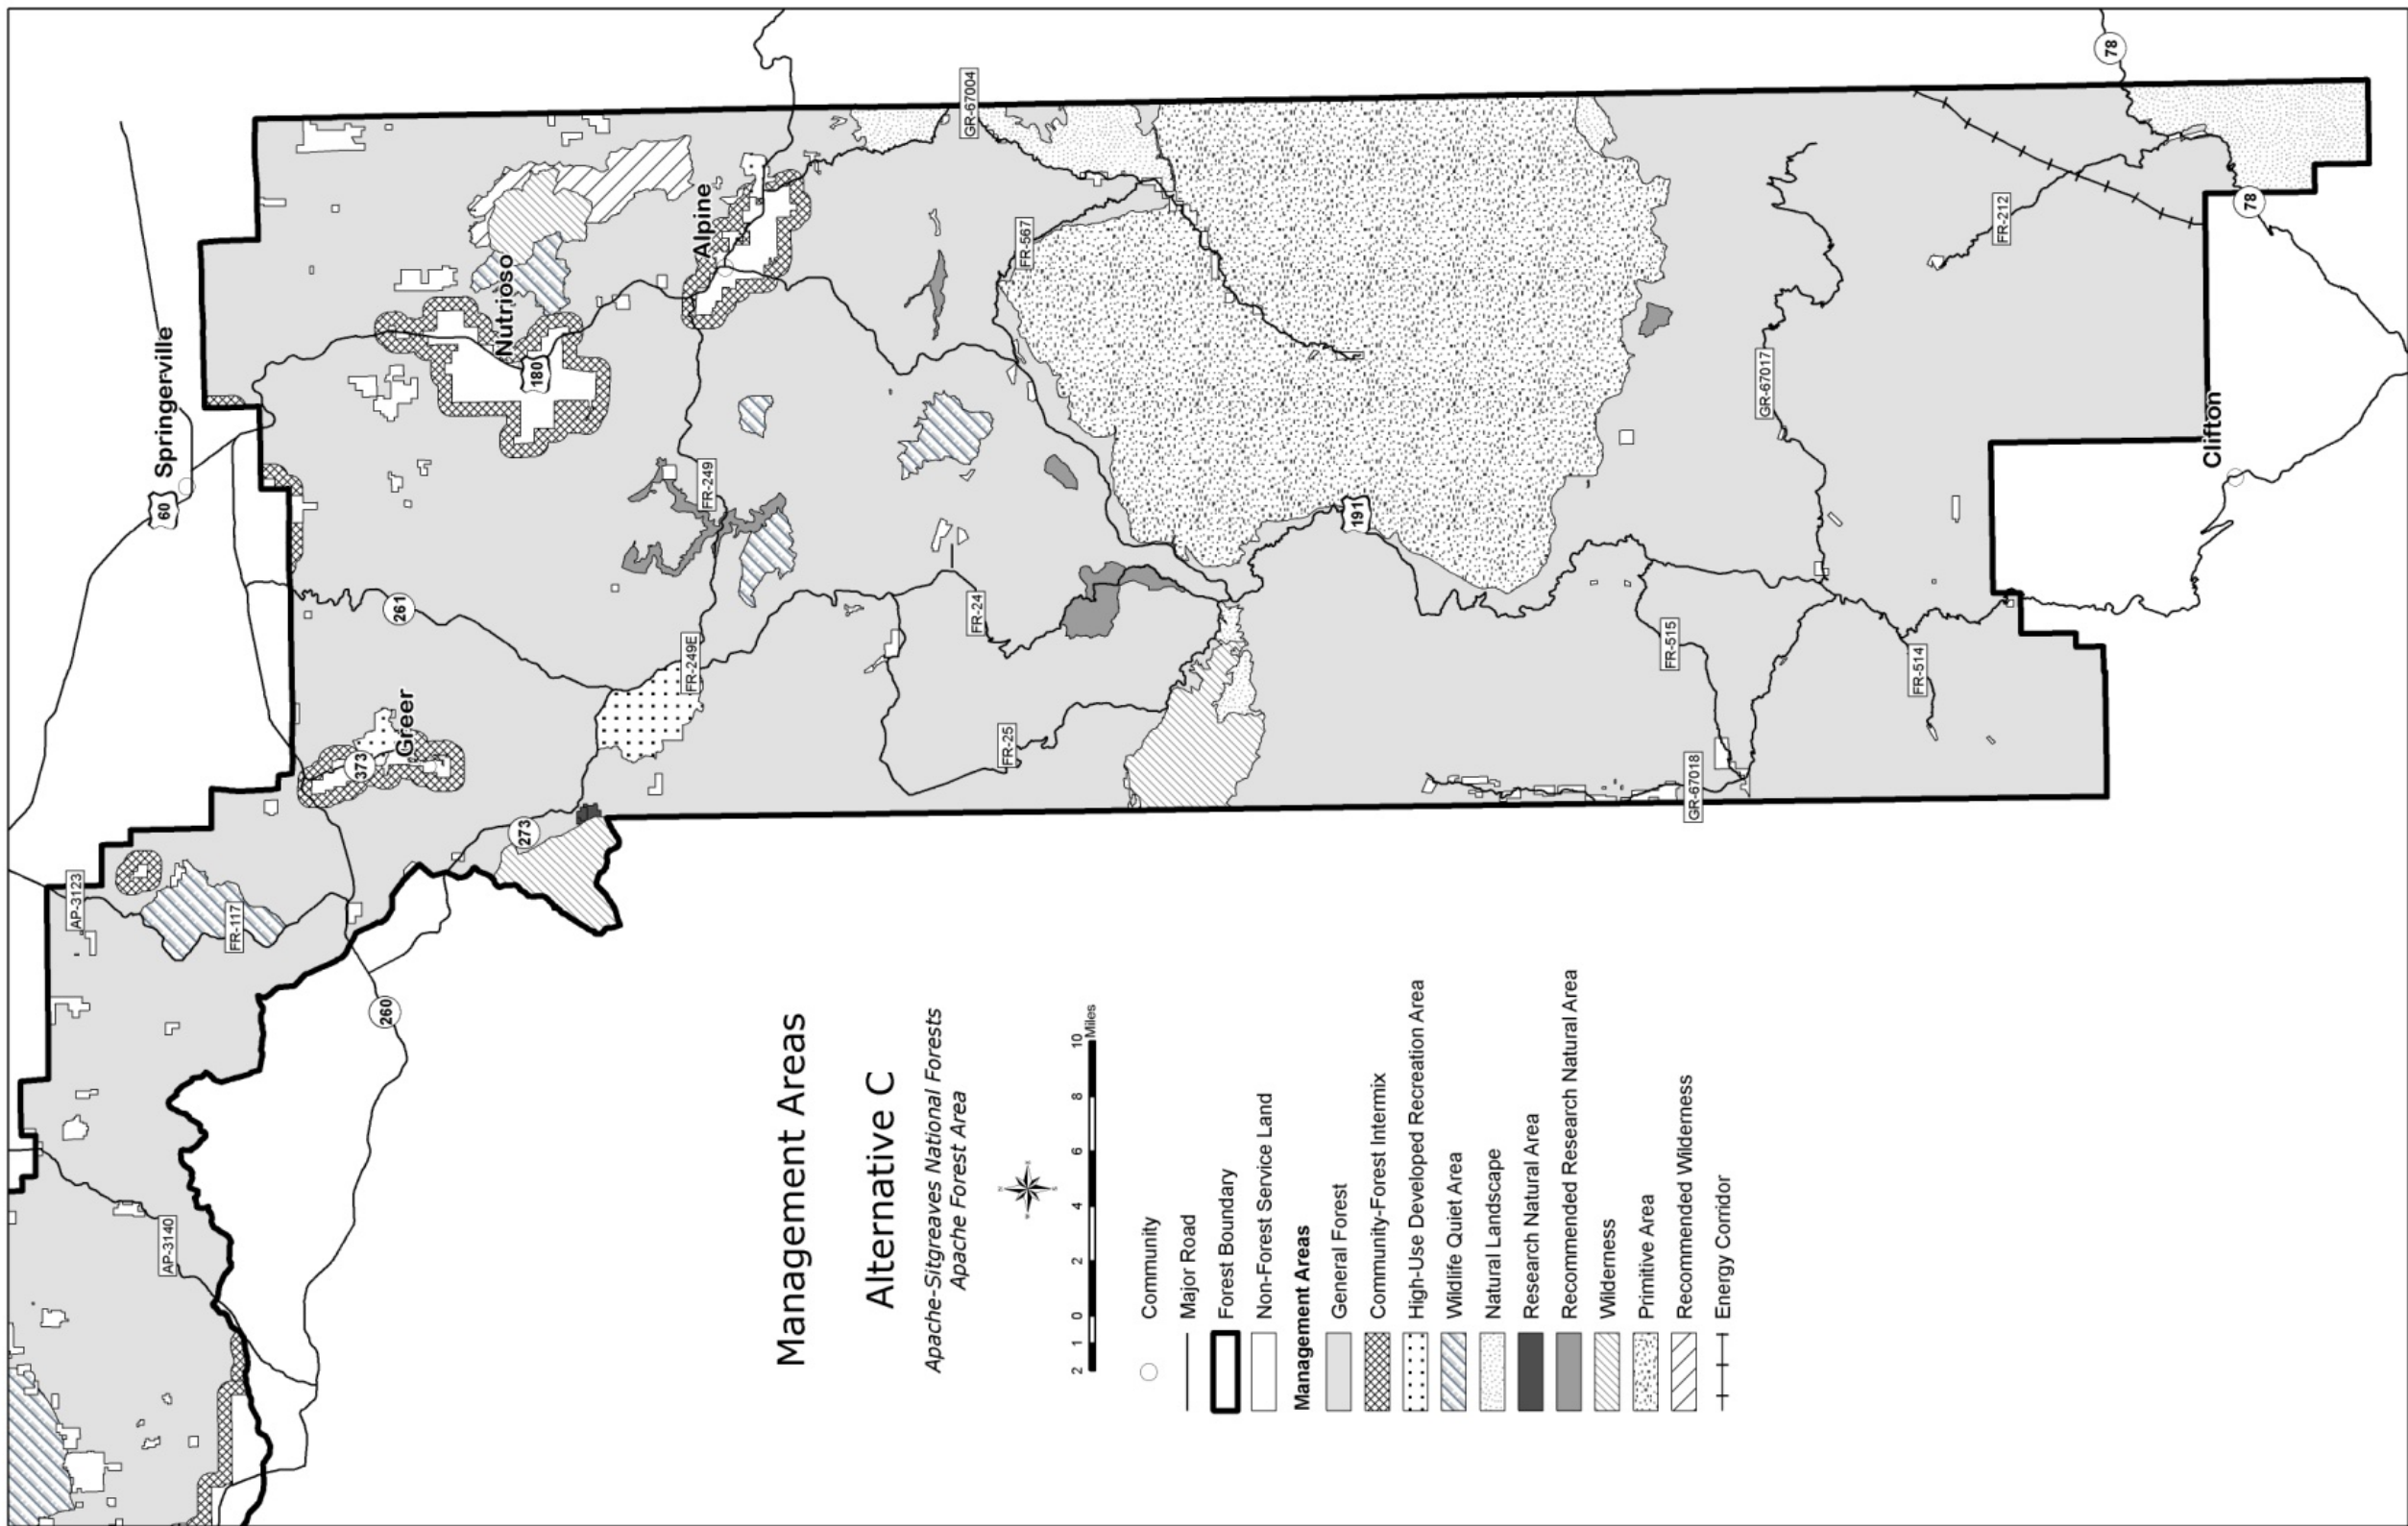 Management Areas
Alternative C
Apache-Sitgreaves National Forests
Apache Forest Area
2 1 0 2 4 6 8 10
Miles
Community
Major Road
Forest Boundary
Non-Forest Service Land
Management Areas
General Forest
Community-Forest Intermix
High-Use Developed Recreation Area
Wildlife Quiet Area
Natural Landscape
Research Natural Area
Recommended Research Natural Area
Wilderness
Primitive Area
Recommended Wilderness
Energy Corridor
AP-3140
AP-3123
FR-117
260
273
373
Greer
261
60
Springerville
180
Nutrioso
Alpine
FR-249
FR-249E
FR-24
FR-25
FR-567
GR-67004
191
FR-515
GR-67018
GR-67017
FR-514
FR-212
78
78
Clifton